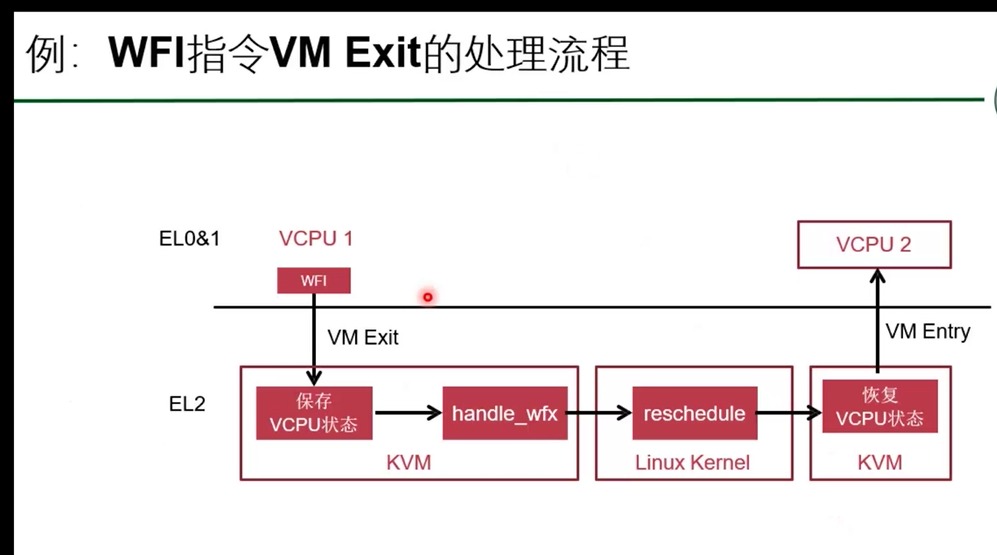 例：WFI指令VM Exit的处理流程
EL0&1
VCPU 1
VCPU 2
WFI
VM Exit
VM Entry
EL2
保存
VCPU状态
handle_wfx
reschedule
恢复
VCPU状态
KVM
Linux Kernel
KVM